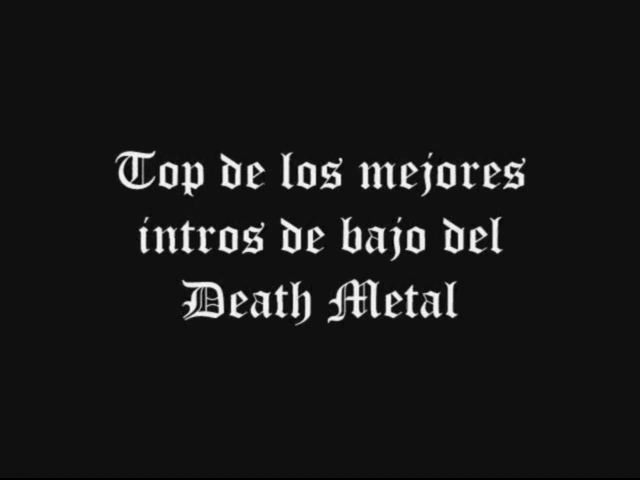 Top de los mejores
intros de bajo del
Death Metal